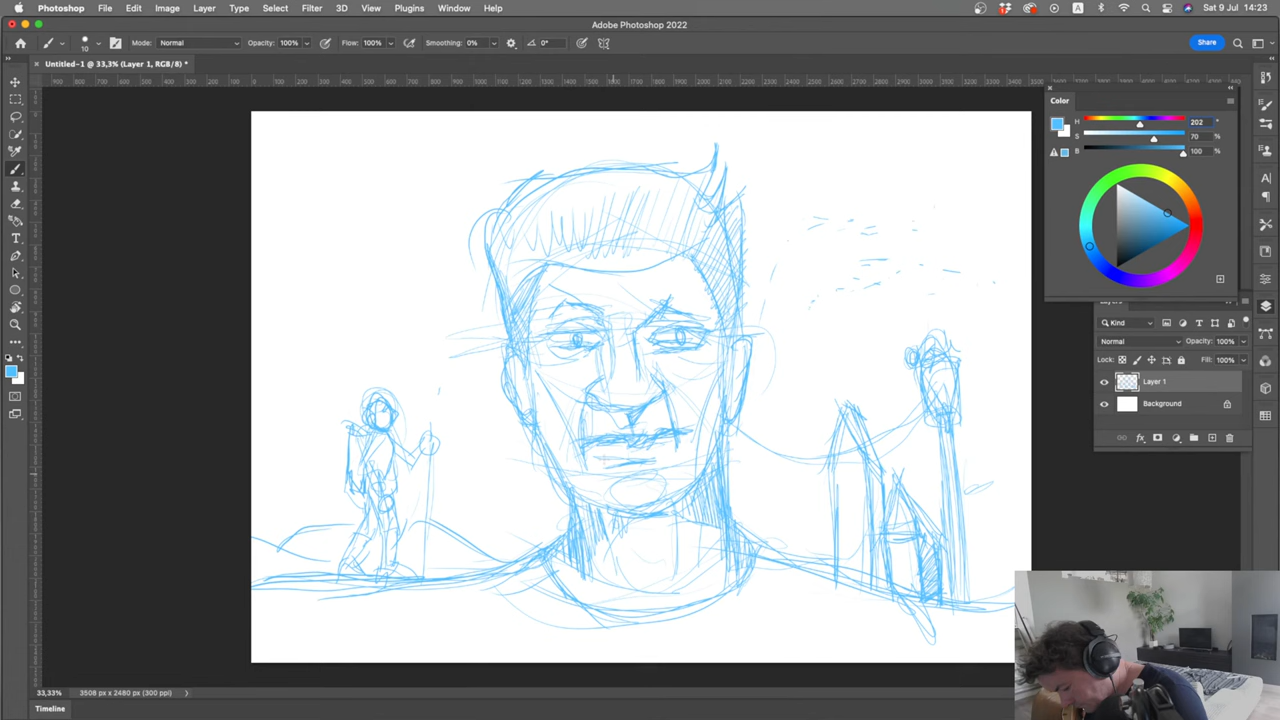 Photoshop File Edit Image Layer Type Select Filter 3D View Plugins Window Help A Sat 9 Jul 14:23
Adobe Photoshop 2022
10 Mode: Normal Opacity: 100% Flow: 100% Smoothing: 0% 0° Share
Untitled-1 @ 33,3% (Layer 1, RGB/8) *
Color
H 202 °
S 70 %
B 100 %
Kind
Normal Opacity: 100%
Lock: Fill: 100%
Layer 1
Background
33,33% 3508 px x 2480 px (300 ppi)
Timeline